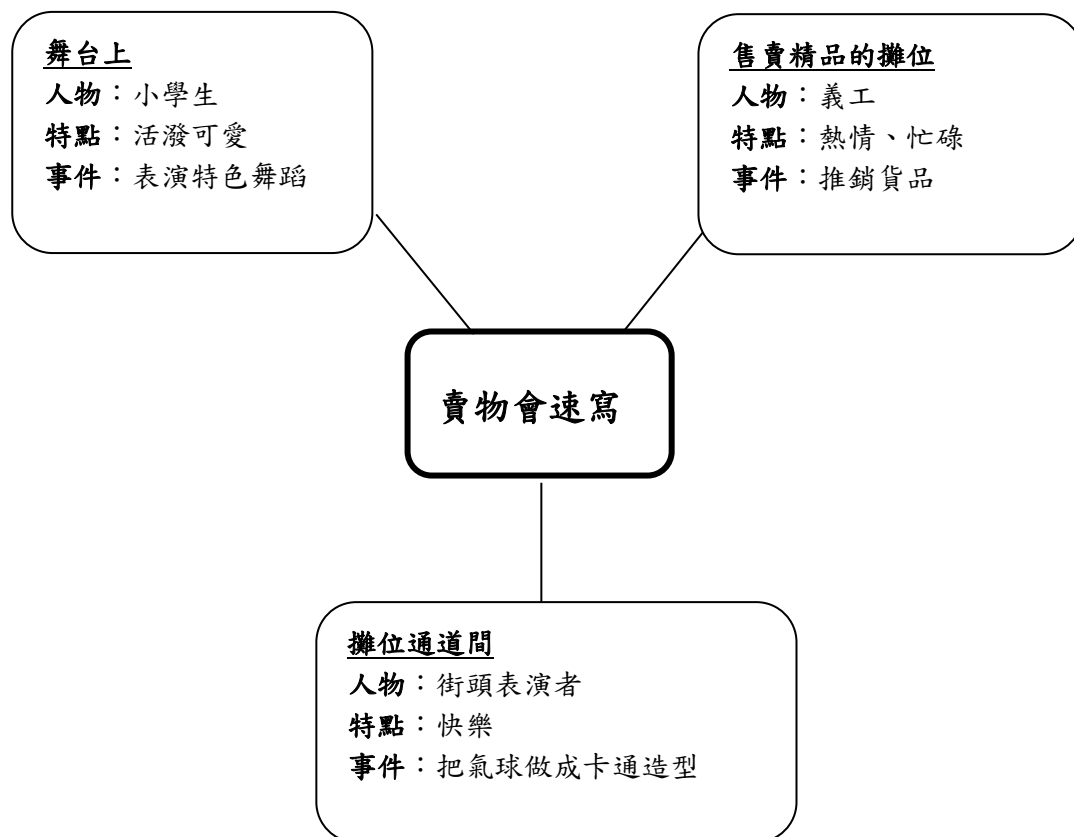 舞台上
人物：小學生
特點：活潑可愛
事件：表演特色舞蹈
售賣精品的攤位
人物：義工
特點：熱情、忙碌
事件：推銷貨品
賣物會速寫
攤位通道間
人物：街頭表演者
特點：快樂
事件：把氣球做成卡通造型